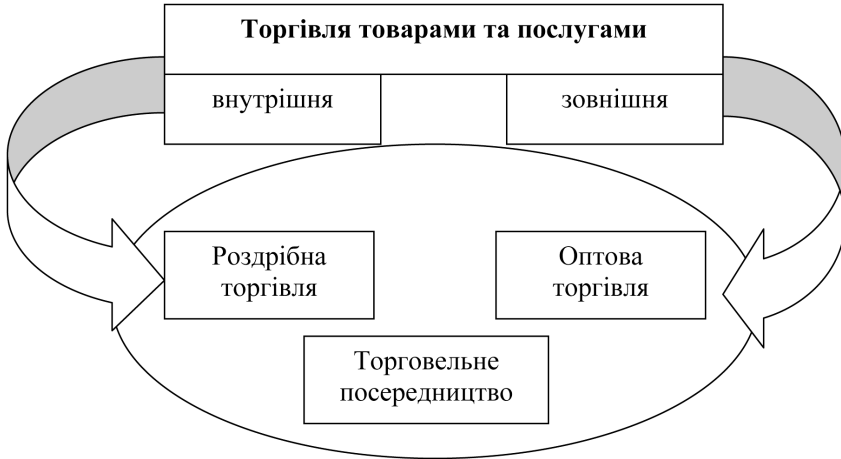 Торгівля товарами та послугами
внутрішня
зовнішня
Роздрібна
торгівля
Оптова
торгівля
Торговельне
посередництво